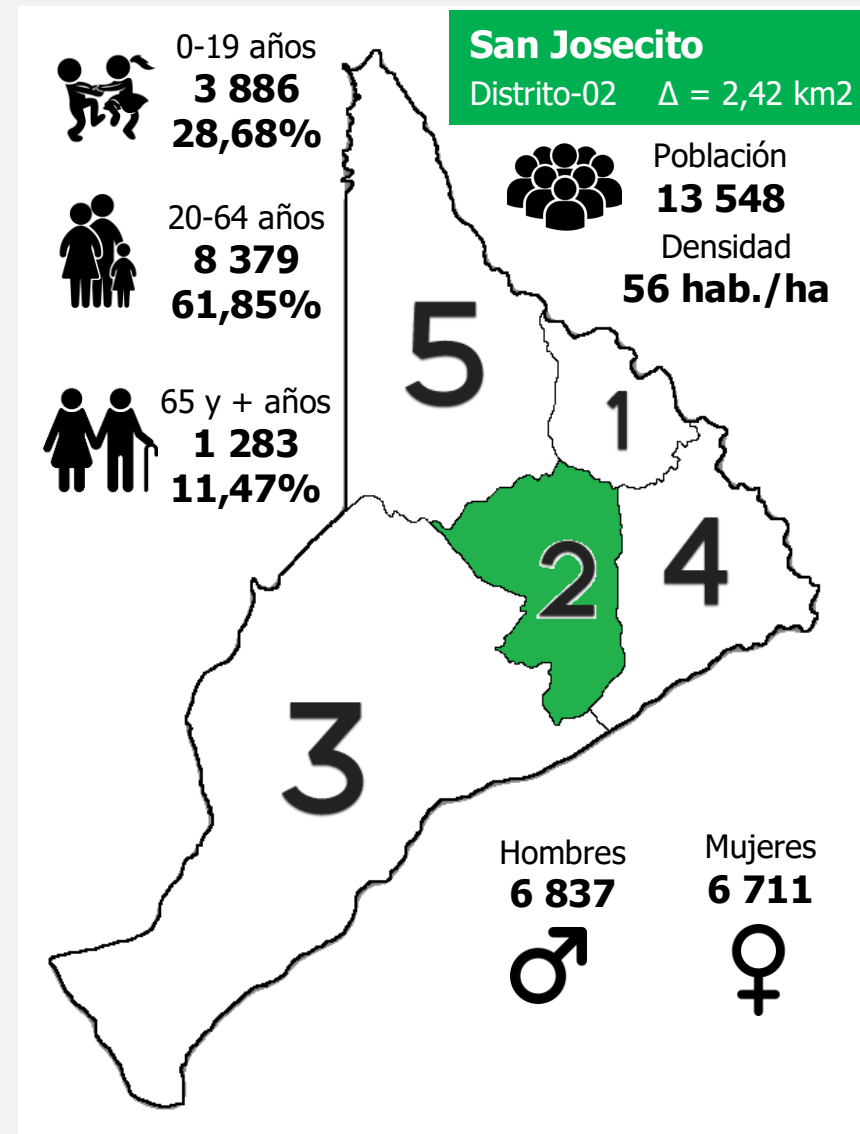 San Josecito
Distrito-02 Δ = 2,42 km2
0-19 años
3 886
28,68%
20-64 años
8 379
61,85%
65 y + años
1 283
11,47%
Población
13 548
Densidad
56 hab./ha
5
1
2
4
3
Hombres
6 837
Mujeres
6 711